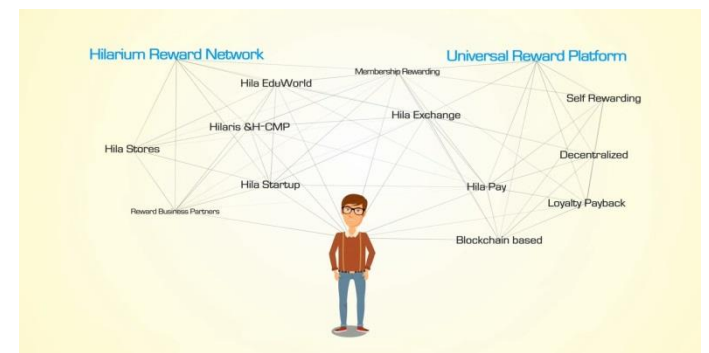 Hilarium Reward Network
Universal Reward Platform
Membership Rewarding
Hila EduWorld
Self Rewarding
Hila Exchange
Hilaris &H-CMP
Hila Stores
Decentralized
Hila Startup
Hila Pay
Loyalty Payback
Reward Business Partners
Blockchain based